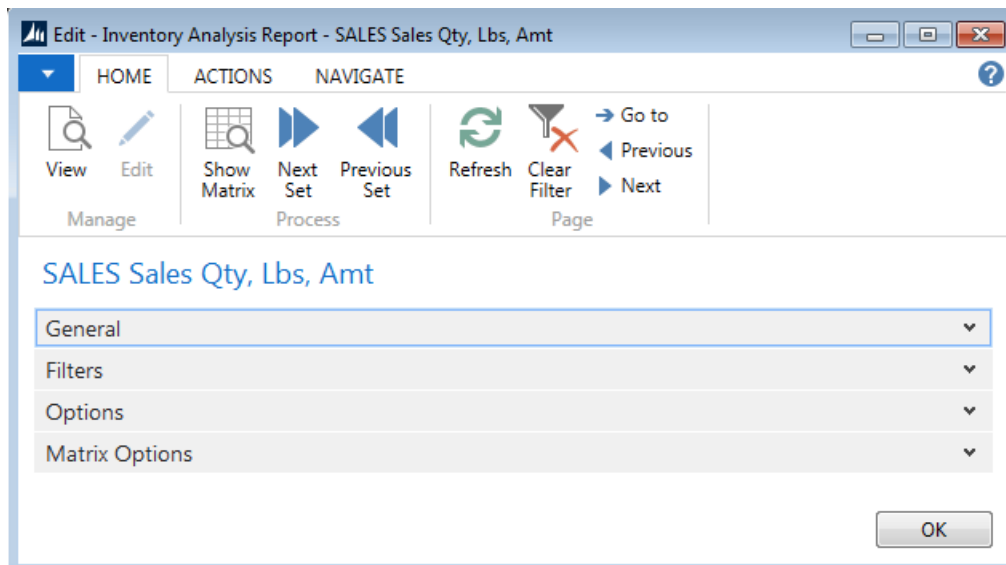 Edit - Inventory Analysis Report - SALES Sales Qty, Lbs, Amt
HOME ACTIONS NAVIGATE
?
View Edit Show Matrix Next Set Previous Set Refresh Clear Filter
Go to
Previous
Next
Manage Process Page
SALES Sales Qty, Lbs, Amt
General
Filters
Options
Matrix Options
OK